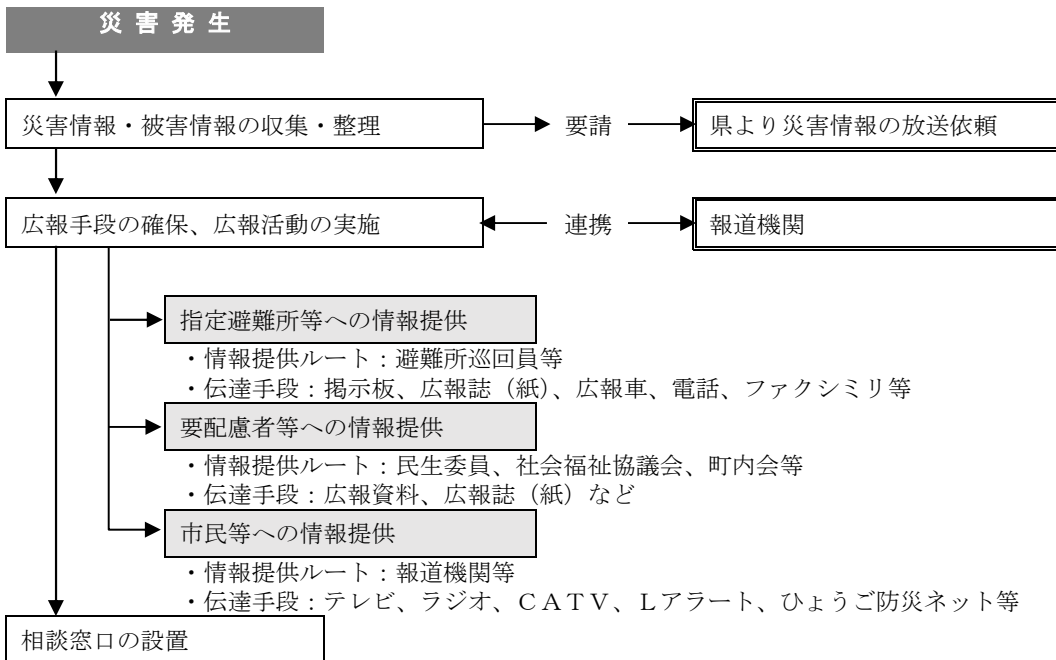 災 害 発 生
災害情報・被害情報の収集・整理
要請
県より災害情報の放送依頼
広報手段の確保、広報活動の実施
連携
報道機関
指定避難所等への情報提供
・情報提供ルート：避難所巡回員等
・伝達手段：掲示板、広報誌（紙）、広報車、電話、ファクシミリ等
要配慮者等への情報提供
・情報提供ルート：民生委員、社会福祉協議会、町内会等
・伝達手段：広報資料、広報誌（紙）など
市民等への情報提供
・情報提供ルート：報道機関等
・伝達手段：テレビ、ラジオ、ＣＡＴＶ、Ｌアラート、ひょうご防災ネット等
相談窓口の設置